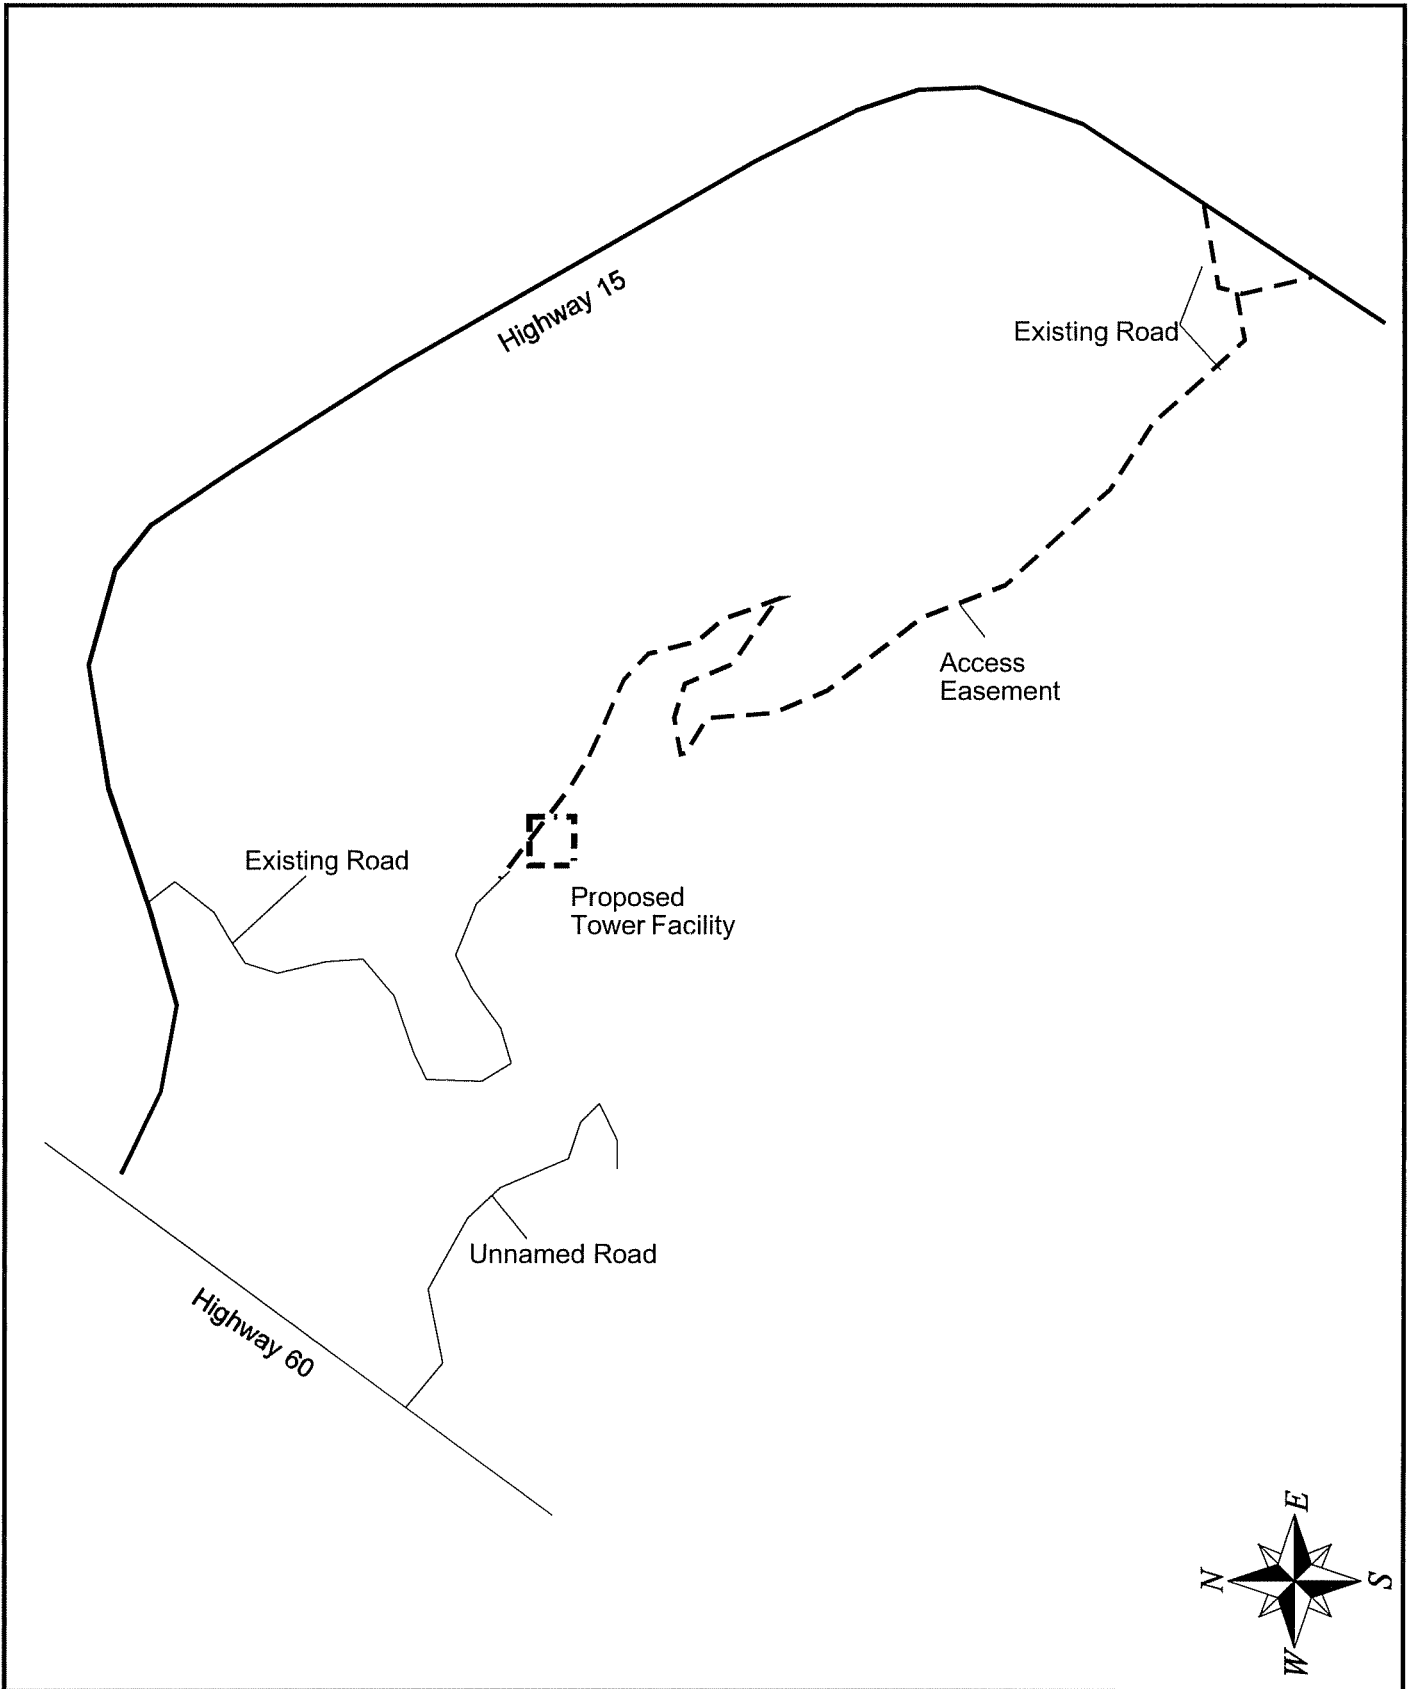 Highway 15
Existing Road
Access
Easement
Existing Road
Proposed
Tower Facility
Unnamed Road
Highway 60
E
N
S
W